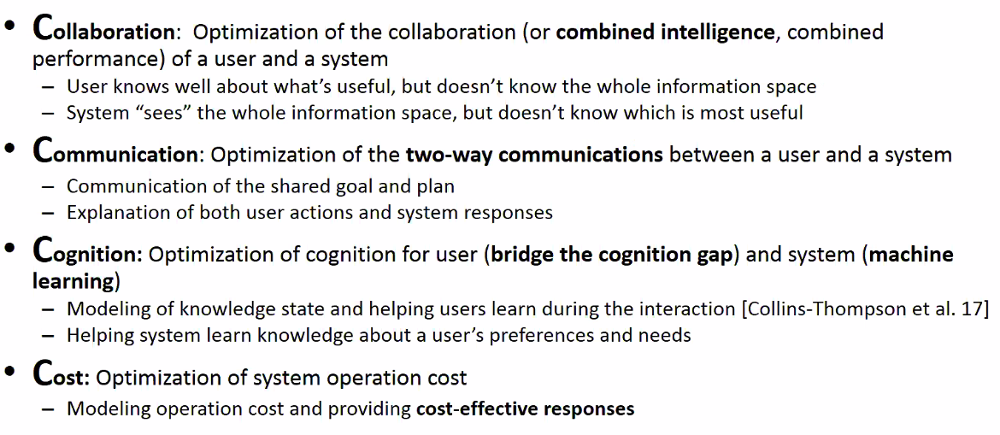 • Collaboration: Optimization of the collaboration (or combined intelligence, combined
performance) of a user and a system
– User knows well about what's useful, but doesn't know the whole information space
– System “sees” the whole information space, but doesn't know which is most useful
• Communication: Optimization of the two-way communications between a user and a system
– Communication of the shared goal and plan
– Explanation of both user actions and system responses
• Cognition: Optimization of cognition for user (bridge the cognition gap) and system (machine
learning)
– Modeling of knowledge state and helping users learn during the interaction [Collins-Thompson et al. 17]
– Helping system learn knowledge about a user's preferences and needs
• Cost: Optimization of system operation cost
– Modeling operation cost and providing cost-effective responses